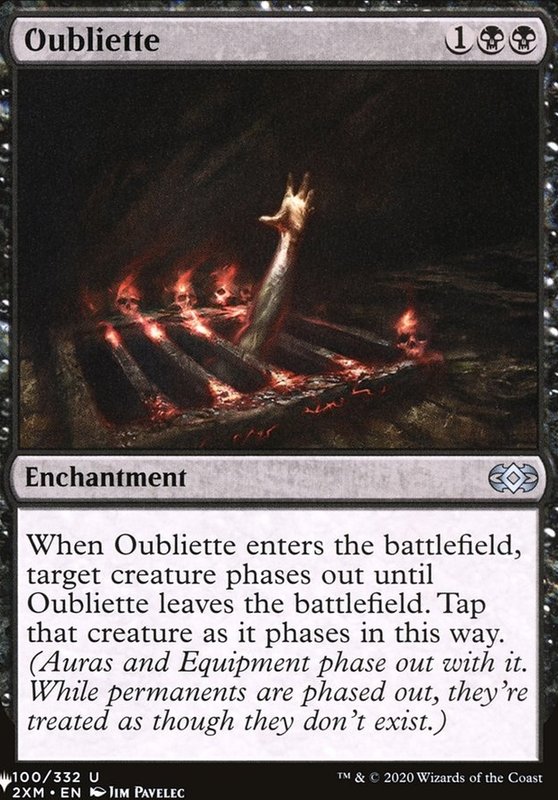 Oubliette 1
Enchantment
When Oubliette enters the battlefield,
target creature phases out until
Oubliette leaves the battlefield. Tap
that creature as it phases in this way.
(Auras and Equipment phase out with it.
While permanents are phased out, they're
treated as though they don't exist.)
100/332 U
2XM • EN Jim Pavelec
™ & © 2020 Wizards of the Coast